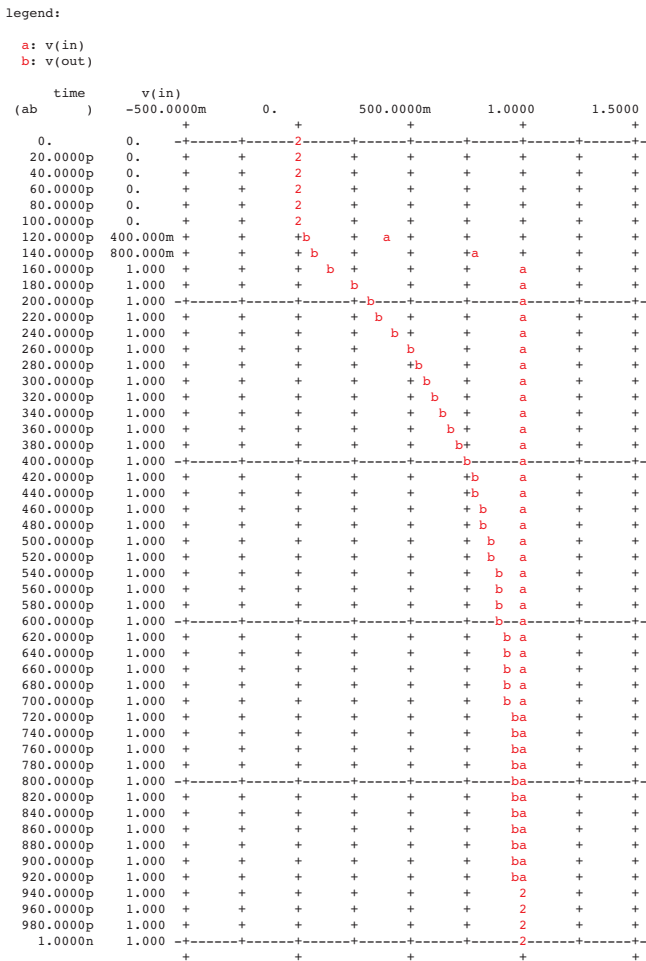 legend:
a: v(in)
b: v(out)
time v(in)
(ab ) -500.0000m 0. 500.0000m 1.0000 1.5000
+ + + + +
0. 0. -+------+------2------+------+------+------+------+------+-
20.0000p 0. + + 2 + + + + + +
40.0000p 0. + + 2 + + + + + +
60.0000p 0. + + 2 + + + + + +
80.0000p 0. + + 2 + + + + + +
100.0000p 0. + + 2 + + + + + +
120.0000p 400.000m + + +b + a + + + + +
140.0000p 800.000m + + + b + + +a + + +
160.0000p 1.000 + + + b + + + a + +
180.0000p 1.000 + + + b + + a + +
200.0000p 1.000 -+------+------+------+-b----+------+------a------+------+-
220.0000p 1.000 + + + + b + + a + +
240.0000p 1.000 + + + + b + + a + +
260.0000p 1.000 + + + + b + a + +
280.0000p 1.000 + + + + +b + a + +
300.0000p 1.000 + + + + + b + a + +
320.0000p 1.000 + + + + + b + a + +
340.0000p 1.000 + + + + + b + a + +
360.0000p 1.000 + + + + + b + a + +
380.0000p 1.000 + + + + + b+ a + +
400.0000p 1.000 -+------+------+------+------+------b------a------+------+-
420.0000p 1.000 + + + + + +b a + +
440.0000p 1.000 + + + + + +b a + +
460.0000p 1.000 + + + + + + b a + +
480.0000p 1.000 + + + + + + b a + +
500.0000p 1.000 + + + + + + b a + +
520.0000p 1.000 + + + + + + b a + +
540.0000p 1.000 + + + + + + b a + +
560.0000p 1.000 + + + + + + b a + +
580.0000p 1.000 + + + + + + b a + +
600.0000p 1.000 -+------+------+------+------+------+---b--a------+------+-
620.0000p 1.000 + + + + + + b a + +
640.0000p 1.000 + + + + + + b a + +
660.0000p 1.000 + + + + + + b a + +
680.0000p 1.000 + + + + + + b a + +
700.0000p 1.000 + + + + + + b a + +
720.0000p 1.000 + + + + + + ba + +
740.0000p 1.000 + + + + + + ba + +
760.0000p 1.000 + + + + + + ba + +
780.0000p 1.000 + + + + + + ba + +
800.0000p 1.000 -+------+------+------+------+------+-----ba------+------+-
820.0000p 1.000 + + + + + + ba + +
840.0000p 1.000 + + + + + + ba + +
860.0000p 1.000 + + + + + + ba + +
880.0000p 1.000 + + + + + + ba + +
900.0000p 1.000 + + + + + + ba + +
920.0000p 1.000 + + + + + + ba + +
940.0000p 1.000 + + + + + + 2 + +
960.0000p 1.000 + + + + + + 2 + +
980.0000p 1.000 + + + + + + 2 + +
1.0000n 1.000 -+------+------+------+------+------+------2------+------+-
+ + + + +